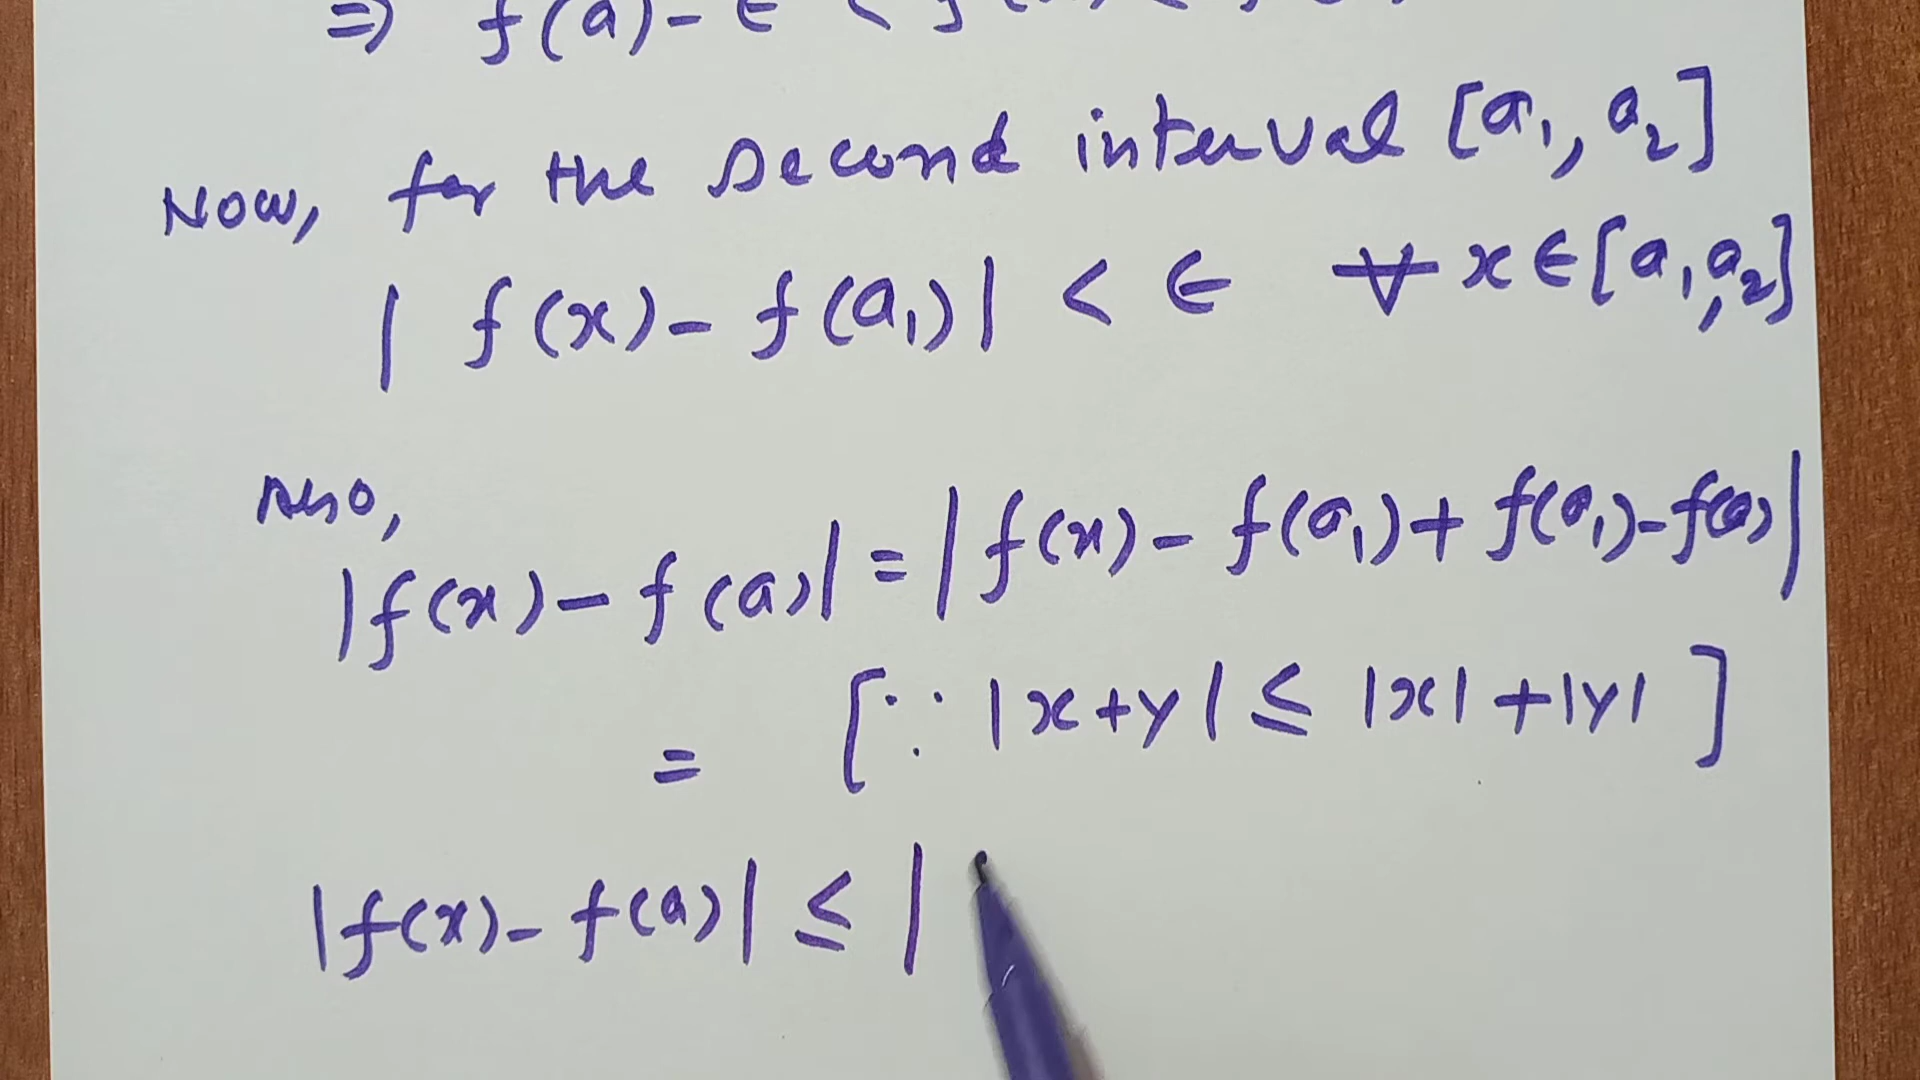 ⇒ f(a)-∈ <
Now, for the second interval [a₁, a₂]
| f(x)- f(a₁)| < ∈ ∀ x∈[a₁,a₂]
Also,
|f(x)- f(a)| = |f(x)- f(a₁)+ f(a₁)-f(a)|
= [∵ |x+y| ≤ |x| +|y| ]
|f(x)- f(a)| ≤ |